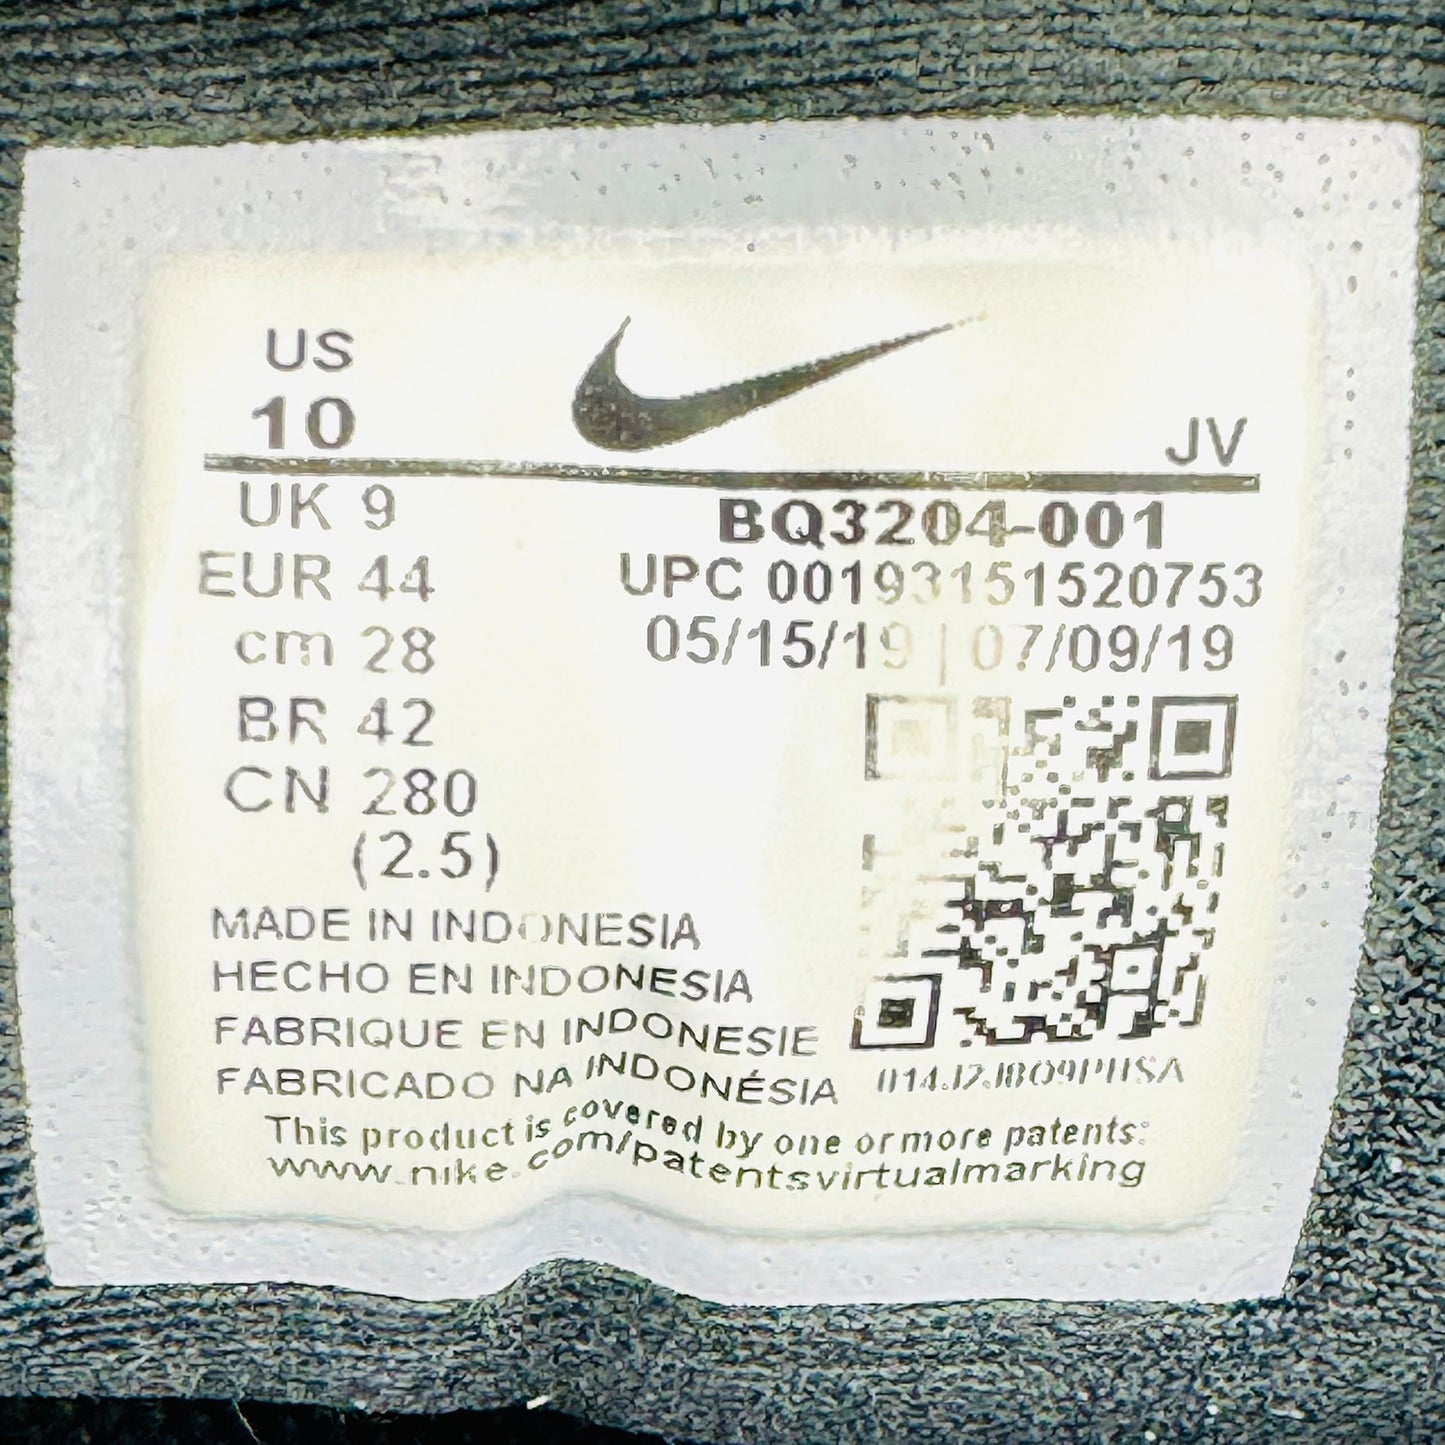 US
10
JV
UK 9
EUR 44
cm 28
BR 42
CN 280
(2.5)
BQ3204-001
UPC 00193151520753
05/15/19 | 07/09/19
MADE IN INDONESIA
HECHO EN INDONESIA
FABRIQUE EN INDONESIE
FABRICADO NA INDONÉSIA
This product is covered by one or more patents:
www.nike.com/patentsvirtualmarking